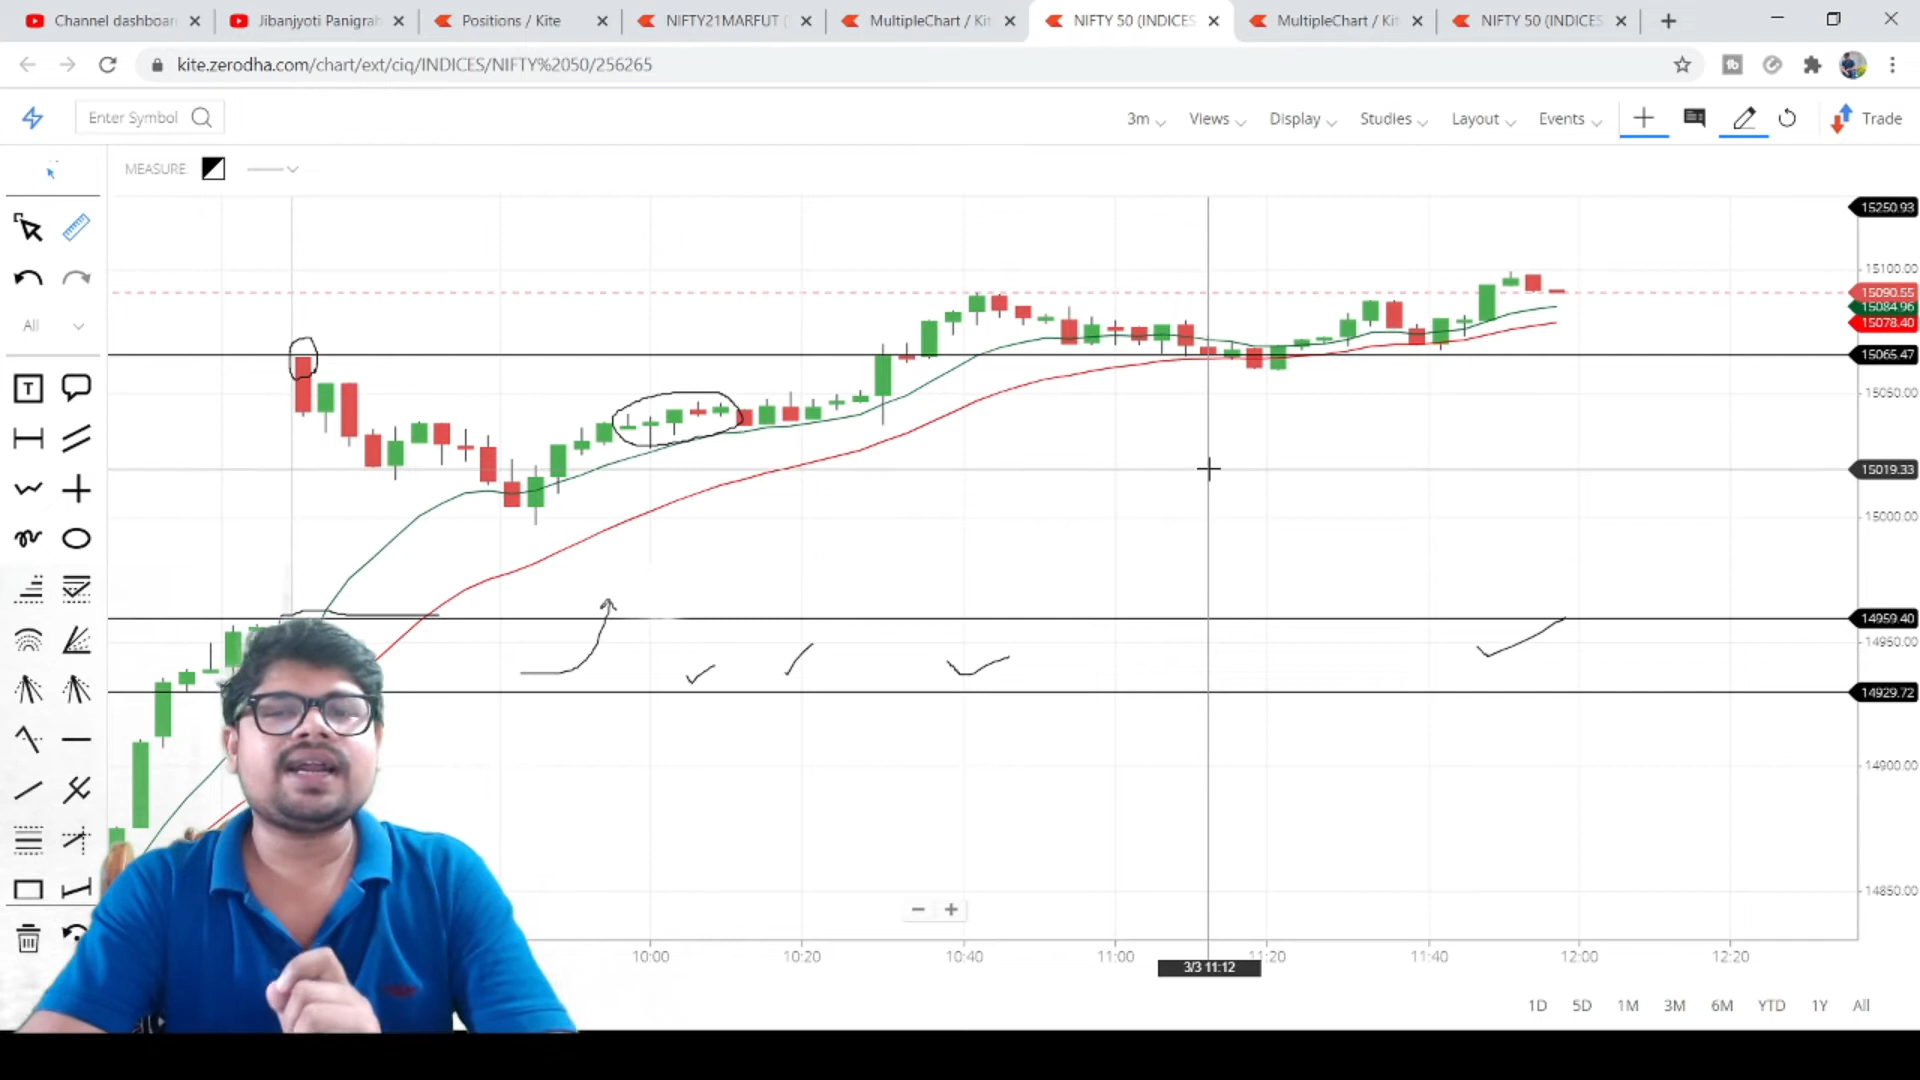 Channel dashboar
Jibanjyoti Panigrah
Positions / Kite
NIFTY21MARFUT (
MultipleChart / Kit
NIFTY 50 (INDICES
MultipleChart / Kit
NIFTY 50 (INDICES
kite.zerodha.com/chart/ext/ciq/INDICES/NIFTY%2050/256265
Enter Symbol
3m
Views
Display
Studies
Layout
Events
Trade
MEASURE:
All
T
15250.93
15100.00
15090.55
15084.96
15078.40
15065.47
15050.00
15019.33
15000.00
14959.40
14950.00
14929.72
14900.00
14850.00
10:00
10:20
10:40
11:00
11:20
11:40
12:00
12:20
3/3 11:12
1D
5D
1M
3M
6M
YTD
1Y
All